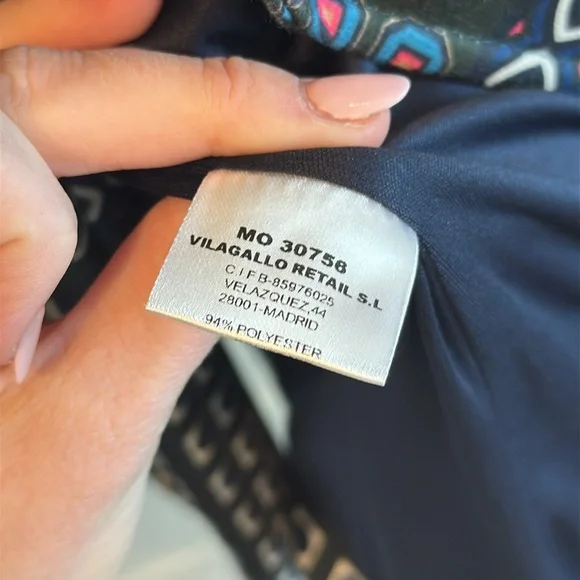 MO 30756
VILAGALLO RETAIL S.L
C / F B-85976025
VELAZQUEZ,44
28001-MADRID
94% POLYESTER